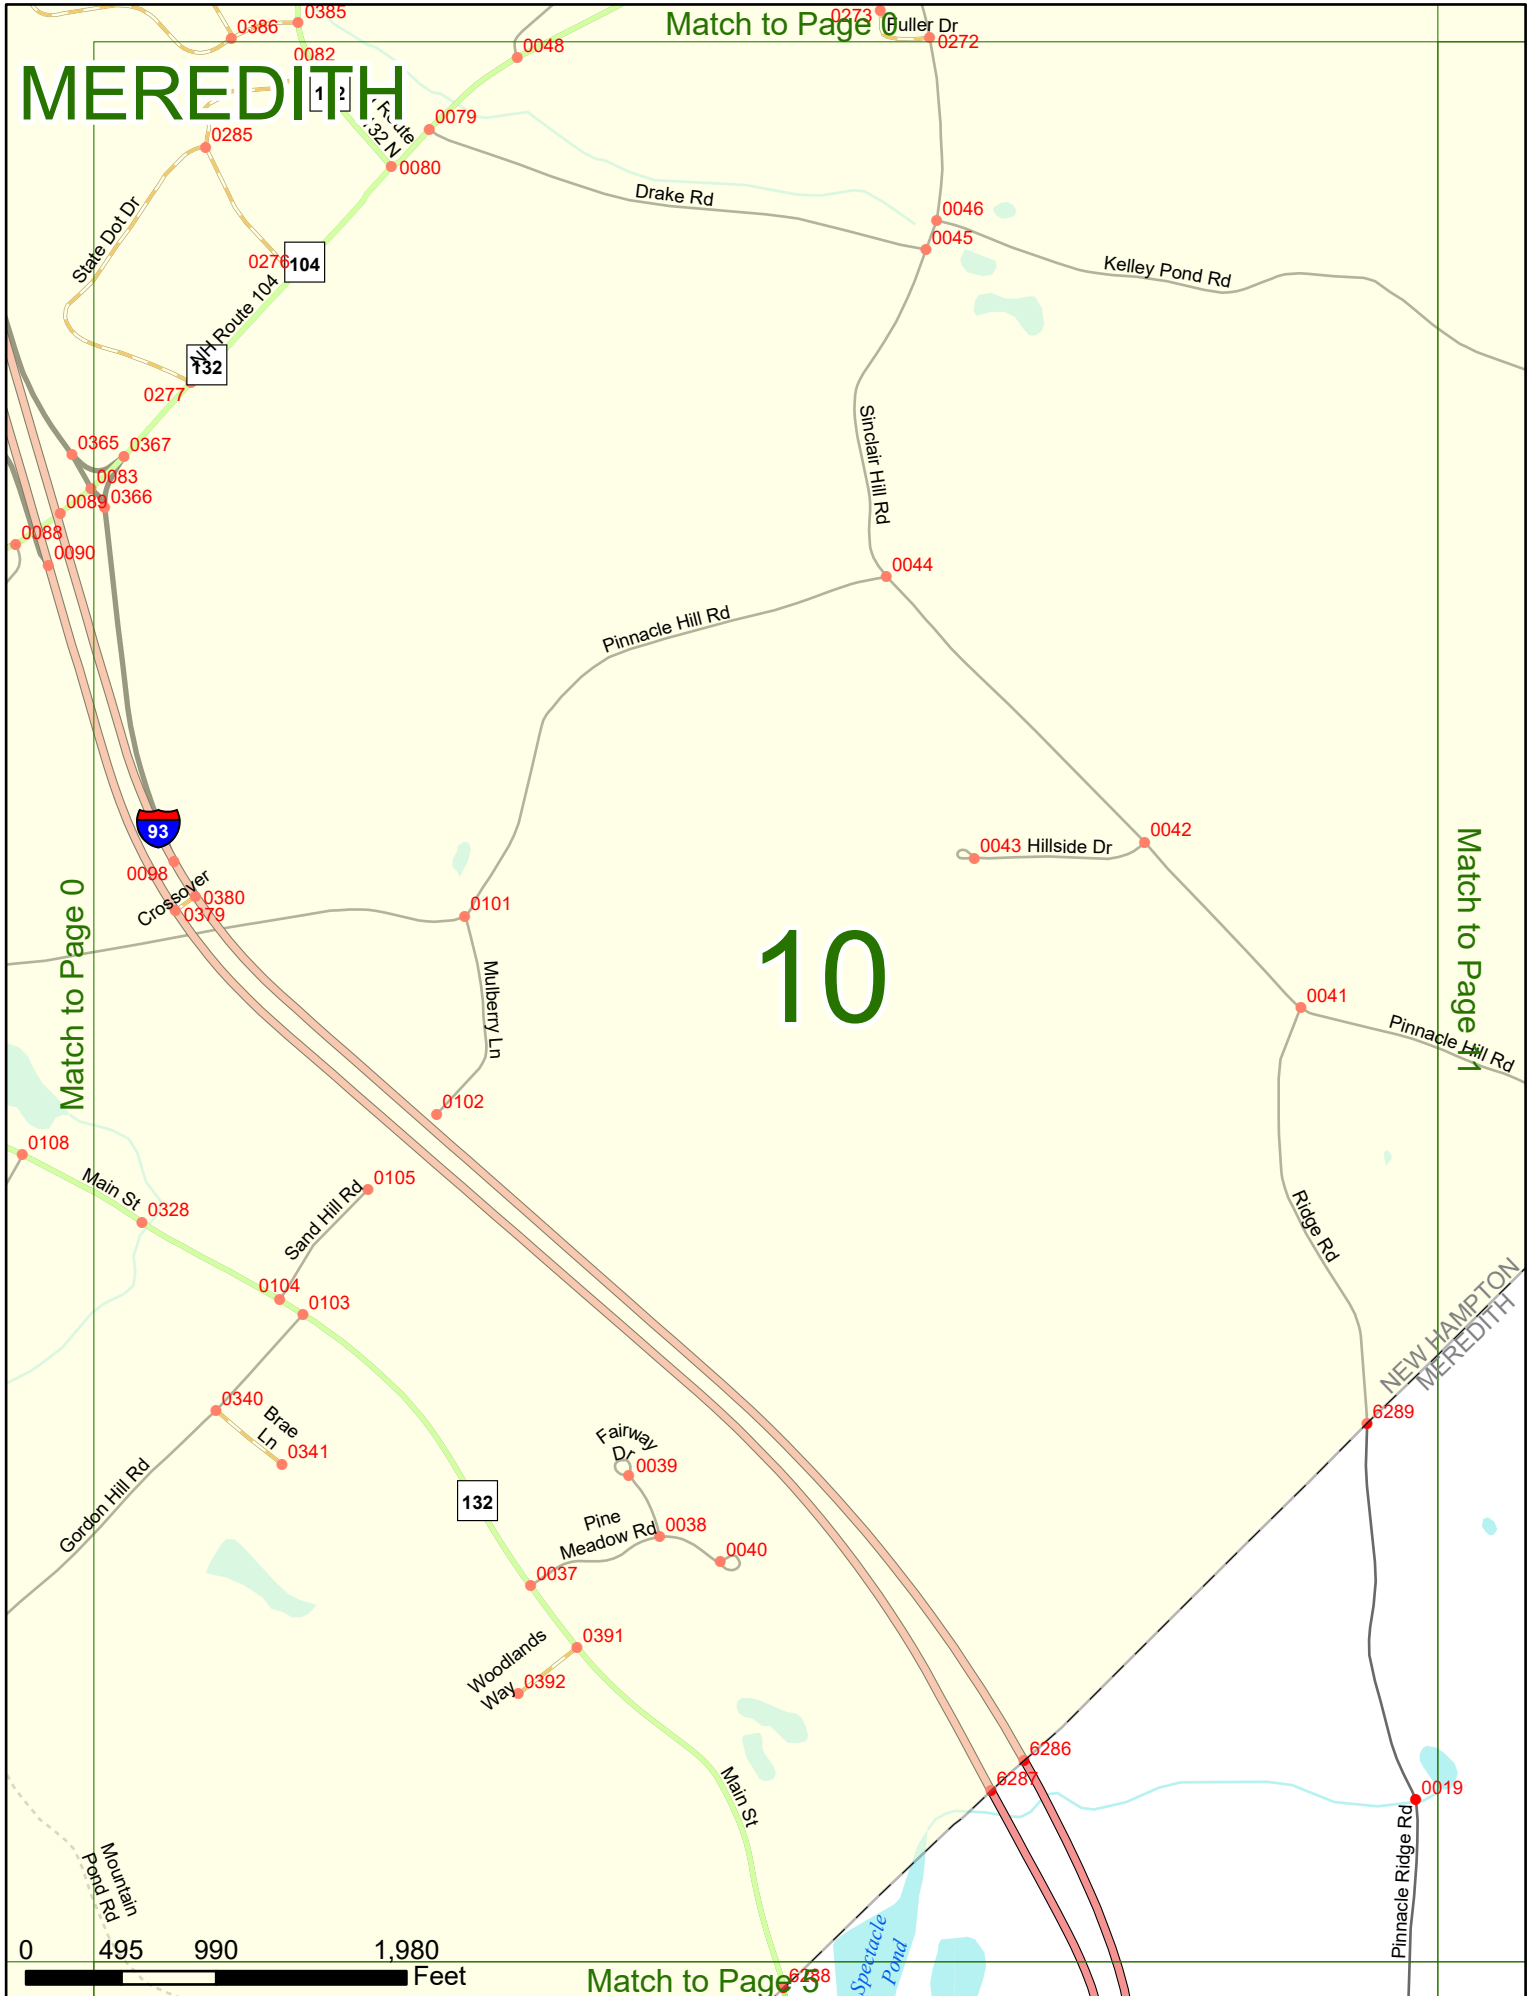 0385
0386
Match to Page 0
0273
Fuller Dr
0272
0082
0048
MEREDITH
Route
132 N
0079
0285
0080
Drake Rd
0046
0045
State Dot Dr
0276
104
Kelley Pond Rd
NH Route 104
132
0277
Sinclair Hill Rd
0365
0367
0083
0366
0089
0088
0090
0044
Pinnacle Hill Rd
93
0042
0043
Hillside Dr
Match to Page 11
0098
Crossover
0380
0379
0101
Match to Page 0
10
Mulberry Ln
0041
Pinnacle Hill Rd
0102
0108
Main St
0105
0328
Sand Hill Rd
Ridge Rd
0104
0103
NEW HAMPTON
MEREDITH
0340
Brae
Ln
0341
6289
Fairway
Dr
0039
Gordon Hill Rd
132
Pine
Meadow Rd
0038
0040
0037
0391
Woodlands
Way
0392
6286
6287
Main St
0019
Pinnacle Ridge Rd
Mountain
Pond Rd
Spectacle
Pond
0 495 990 1,980
Feet
Match to Page 5
6288